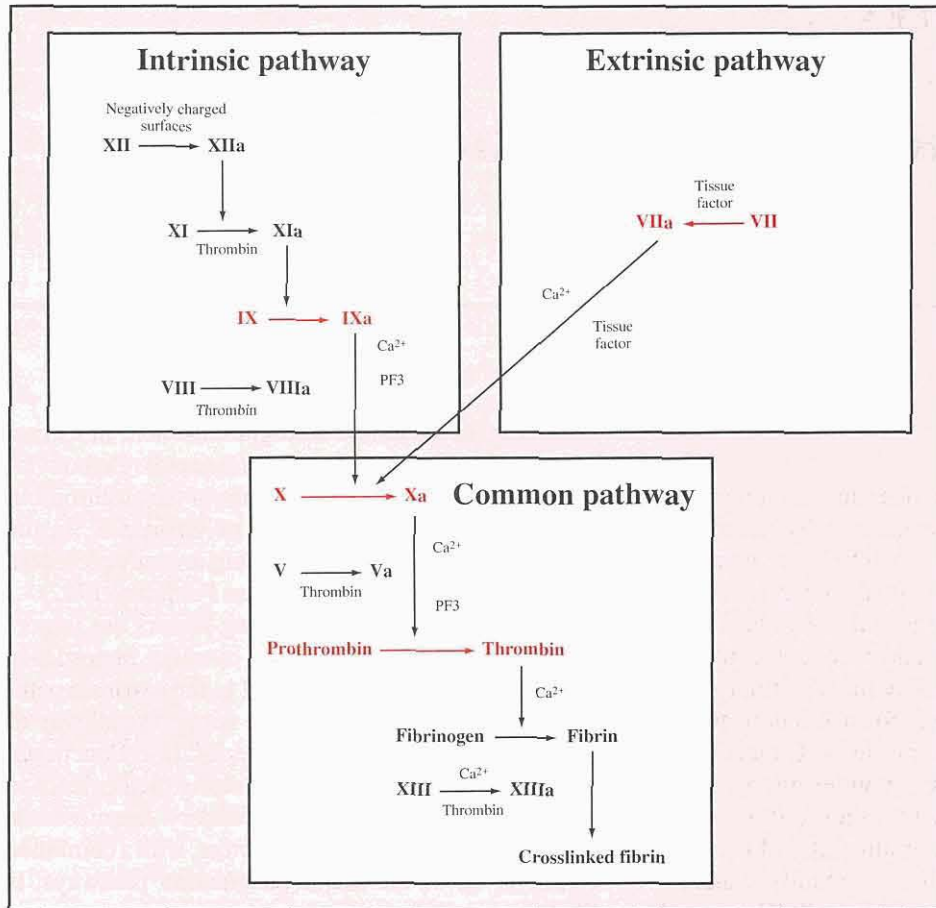 Intrinsic pathway
Negatively charged
surfaces
XII XIIa
XI XIa
Thrombin
IX IXa
Ca²⁺
PF3
VIII VIIIa
Thrombin
Extrinsic pathway
Tissue
factor
VIIa VII
Ca²⁺
Tissue
factor
Common pathway
X Xa
Ca²⁺
V Va
Thrombin
PF3
Prothrombin Thrombin
Ca²⁺
Fibrinogen Fibrin
Ca²⁺
XIII XIIIa
Thrombin
Crosslinked fibrin